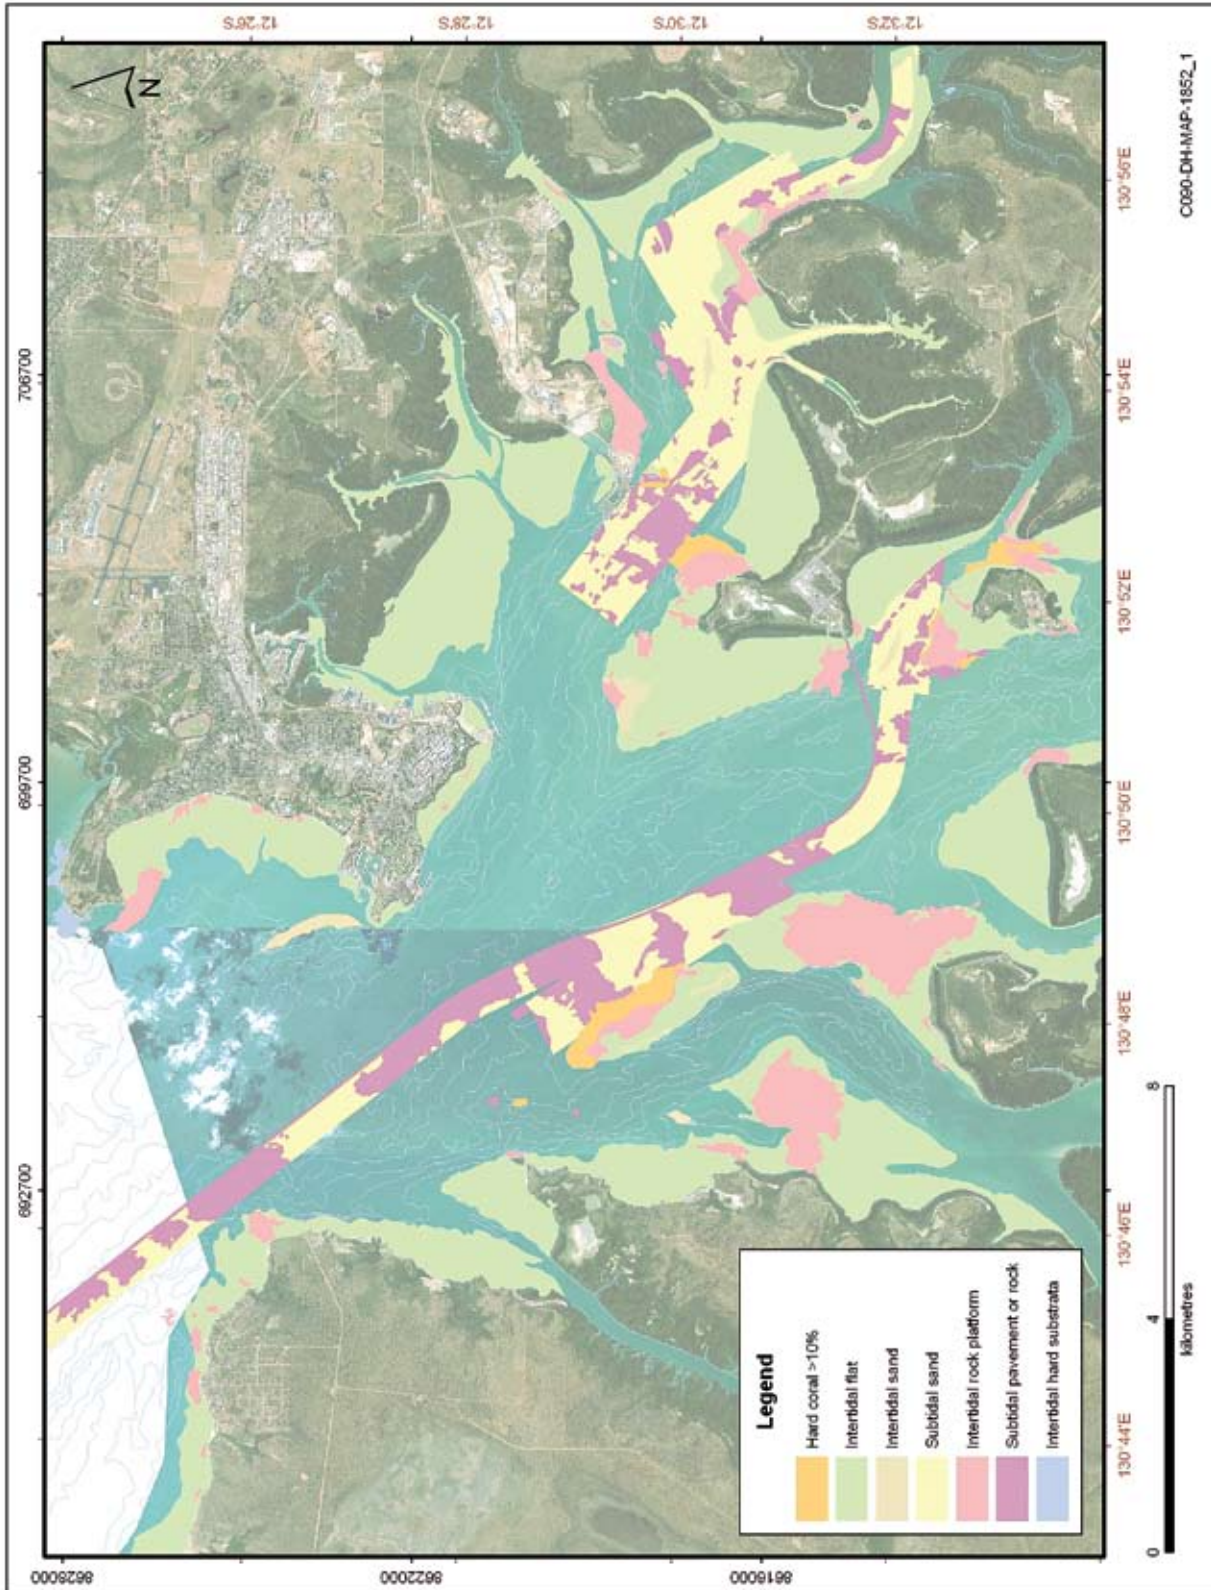 692700
699700
706700
8628000
8622000
8616000
12°26'S
12°28'S
12°30'S
12°32'S
N
Legend
Hard coral >10%
Intertidal flat
Intertidal sand
Subtidal sand
Intertidal rock platform
Subtidal pavement or rock
Intertidal hard substrata
130°44'E
130°46'E
130°48'E
130°50'E
130°52'E
130°54'E
130°56'E
0
4
8
kilometres
C090-DH-MAP-1852_1